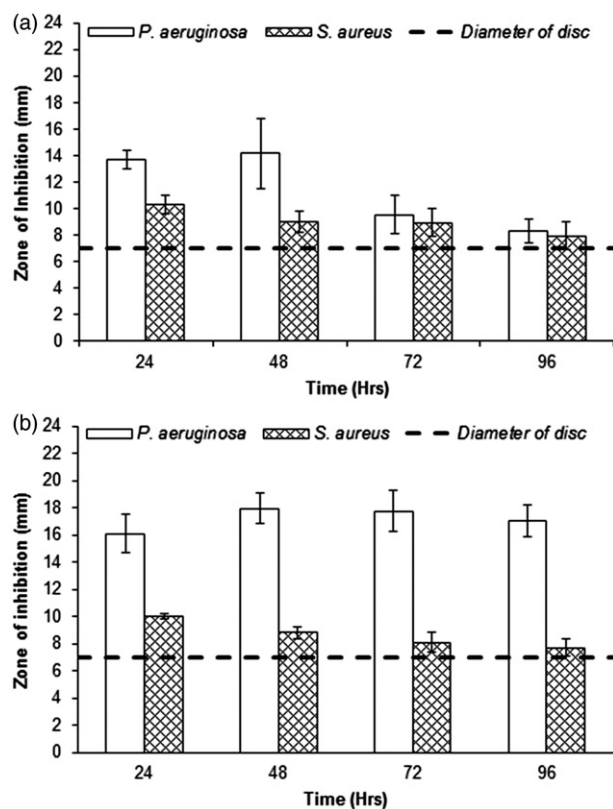 (a)
P. aeruginosa S. aureus Diameter of disc
24
22
20
18
16
14
12
10
8
6
4
2
0
Zone of Inhibition (mm)
24 48 72 96
Time (Hrs)
(b)
P. aeruginosa S. aureus Diameter of disc
24
22
20
18
16
14
12
10
8
6
4
2
0
Zone of inhibition (mm)
24 48 72 96
Time (Hrs)